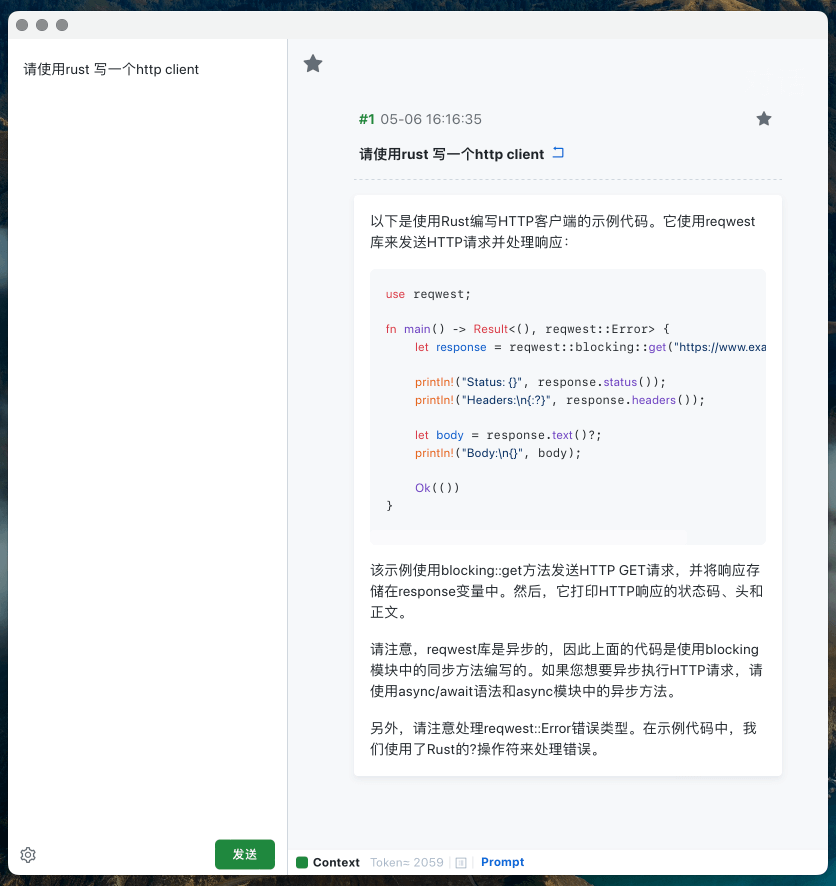 请使用rust 写一个http client
#1 05-06 16:16:35
请使用rust 写一个http client
以下是使用Rust编写HTTP客户端的示例代码。它使用reqwest
库来发送HTTP请求并处理响应：
use reqwest;
fn main() -> Result<(), reqwest::Error> {
    let response = reqwest::blocking::get("https://www.exa
    println!("Status: {}", response.status());
    println!("Headers:\n{:?}", response.headers());
    let body = response.text()?;
    println!("Body:\n{}", body);
    Ok(())
}
该示例使用blocking::get方法发送HTTP GET请求，并将响应存
储在response变量中。然后，它打印HTTP响应的状态码、头和
正文。
请注意，reqwest库是异步的，因此上面的代码是使用blocking
模块中的同步方法编写的。如果您想要异步执行HTTP请求，请
使用async/await语法和async模块中的异步方法。
另外，请注意处理reqwest::Error错误类型。在示例代码中，我
们使用了Rust的?操作符来处理错误。
发送
Context Token≈ 2059 Prompt